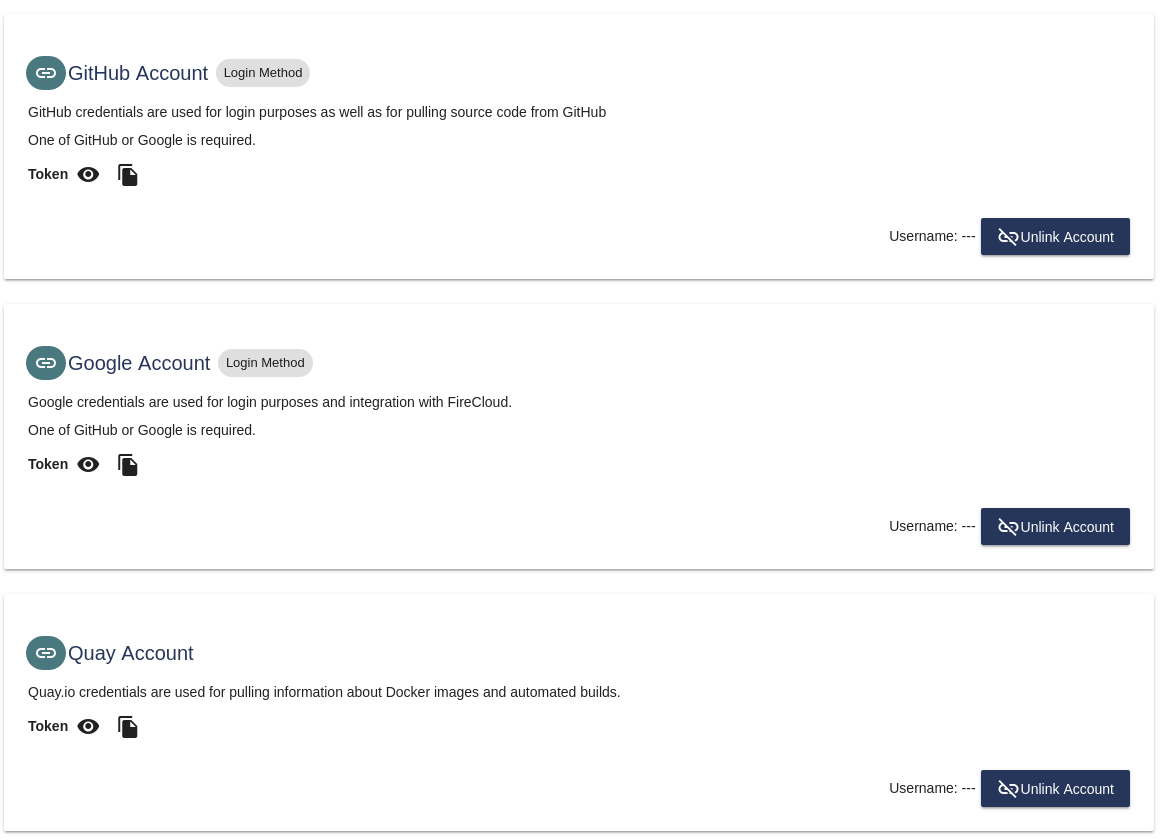 GitHub Account Login Method
GitHub credentials are used for login purposes as well as for pulling source code from GitHub
One of GitHub or Google is required.
Token
Username: --- Unlink Account
Google Account Login Method
Google credentials are used for login purposes and integration with FireCloud.
One of GitHub or Google is required.
Token
Username: --- Unlink Account
Quay Account
Quay.io credentials are used for pulling information about Docker images and automated builds.
Token
Username: --- Unlink Account